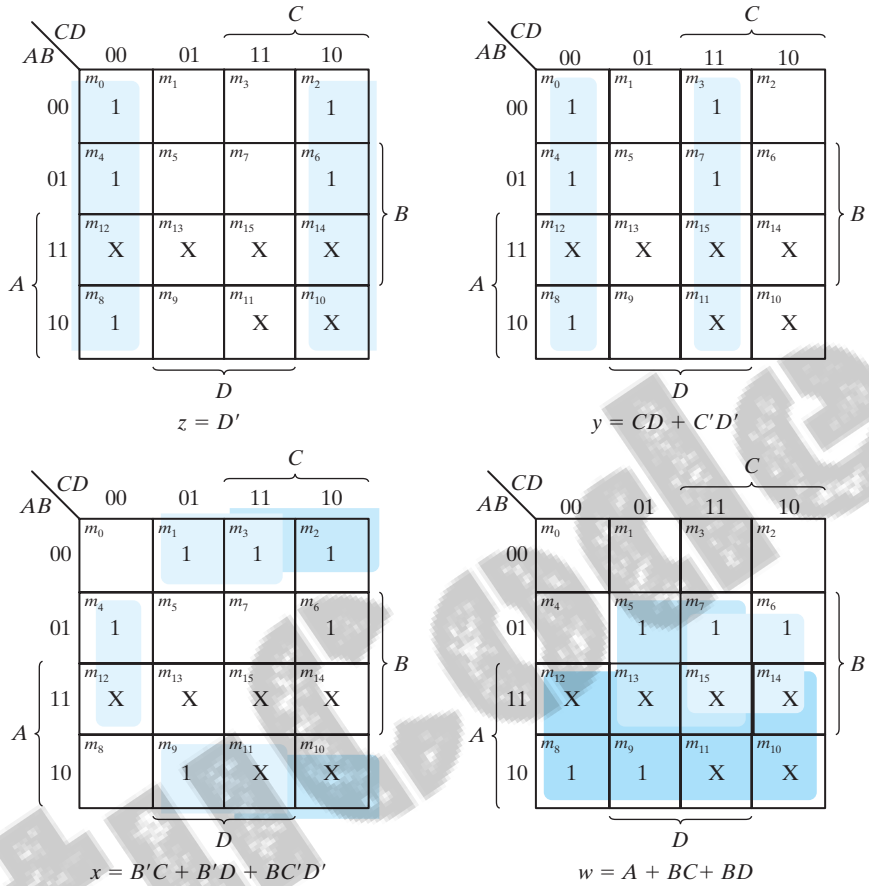 C
CD
AB
00 01 11 10
00 m0 1 m1 m3 m2 1
01 m4 1 m5 m7 m6 1
B
11 m12 X m13 X m15 X m14 X
A
10 m8 1 m9 m11 X m10 X
D
z = D′
C
CD
AB
00 01 11 10
00 m0 1 m1 m3 1 m2
01 m4 1 m5 m7 1 m6
B
11 m12 X m13 X m15 X m14 X
A
10 m8 1 m9 m11 X m10 X
D
y = CD + C′D′
C
CD
AB
00 01 11 10
00 m0 m1 1 m3 1 m2 1
01 m4 1 m5 m7 m6 1
B
11 m12 X m13 X m15 X m14 X
A
10 m8 m9 1 m11 X m10 X
D
x = B′C + B′D + BC′D′
C
CD
AB
00 01 11 10
00 m0 m1 m3 m2
01 m4 m5 1 m7 1 m6 1
B
11 m12 X m13 X m15 X m14 X
A
10 m8 1 m9 1 m11 X m10 X
D
w = A + BC + BD